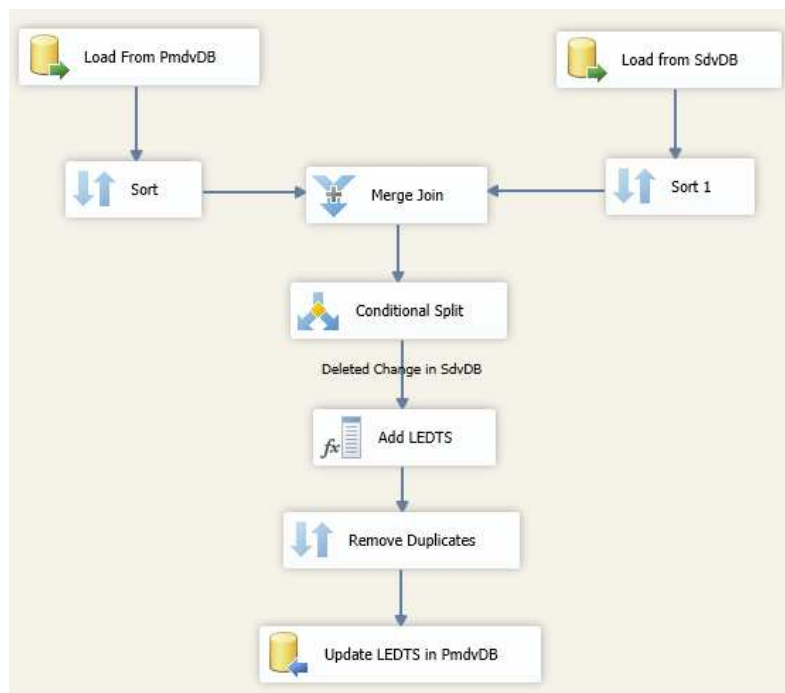 Load From PmdvDB
Load from SdvDB
Sort
Merge Join
Sort 1
Conditional Split
Deleted Change in SdvDB
fx
Add LEDTS
Remove Duplicates
Update LEDTS in PmdvDB